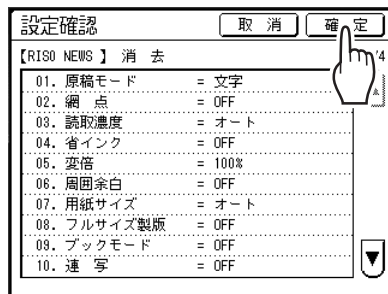 設定確認 取 消 確 定
【RISO NEWS 】 消 去 /4
01. 原稿モード = 文字
02. 網 点 = OFF
03. 読取濃度 = オート
04. 省インク = OFF
05. 変倍 = 100%
06. 周囲余白 = OFF
07. 用紙サイズ = オート
08. フルサイズ製版 = OFF
09. ブックモード = OFF
10. 連 写 = OFF